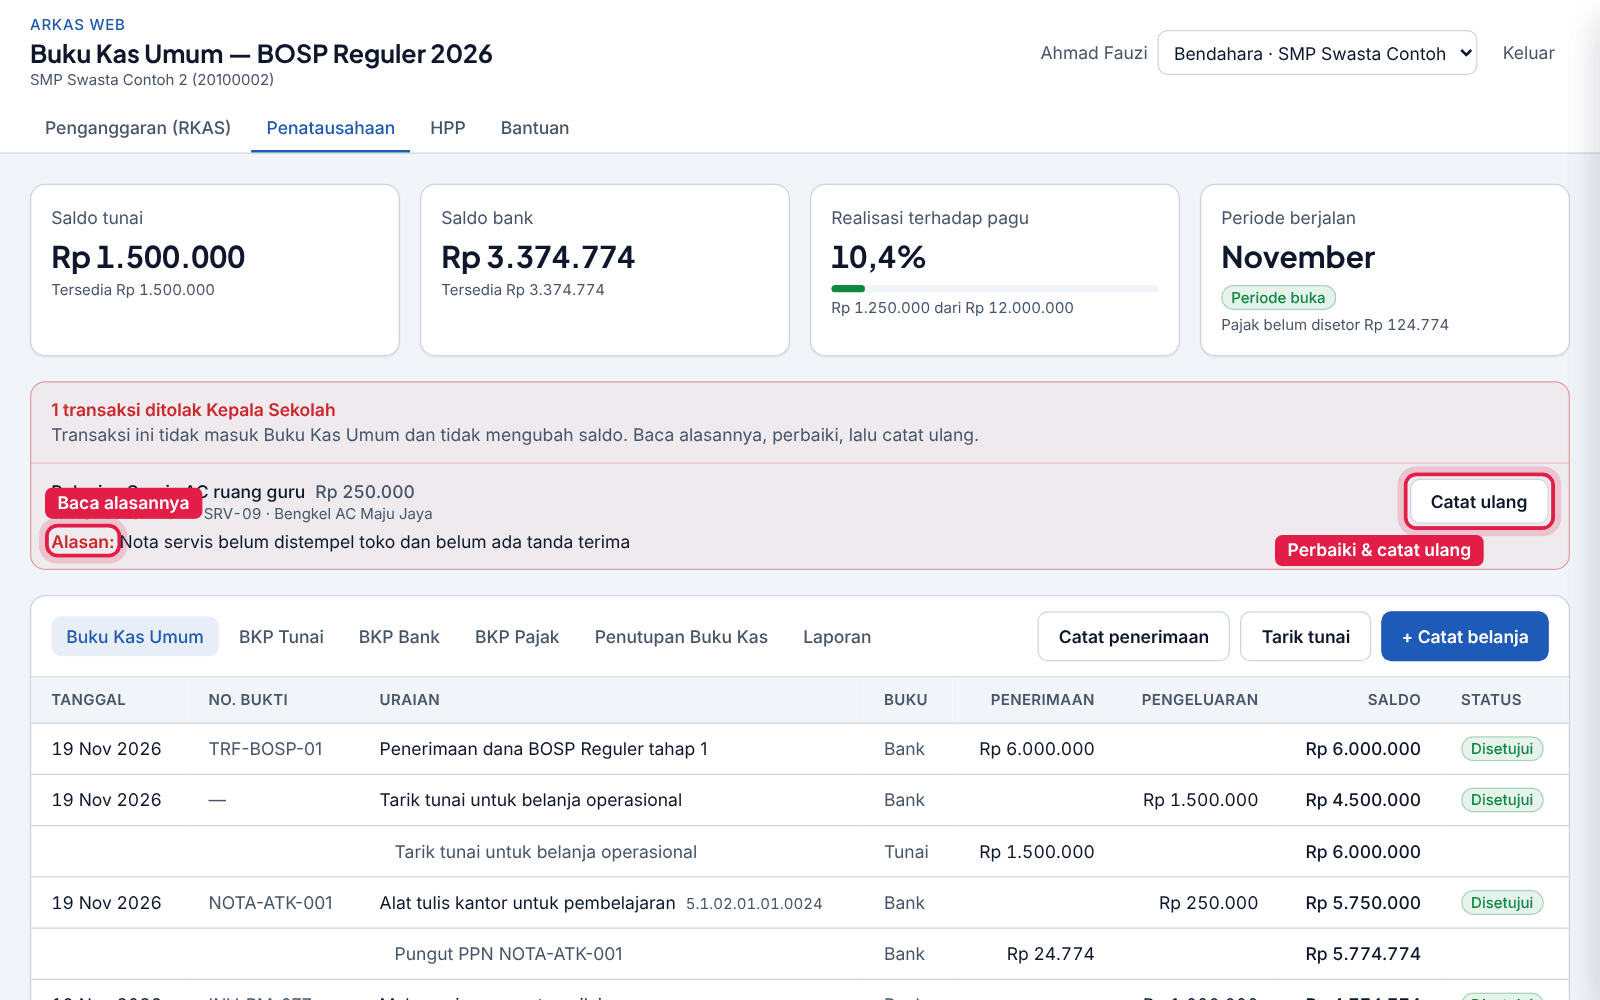 ARKAS WEB
Buku Kas Umum — BOSP Reguler 2026
SMP Swasta Contoh 2 (20100002)
Ahmad Fauzi
Bendahara · SMP Swasta Contoh
Keluar
Penganggaran (RKAS) Penatausahaan HPP Bantuan
Saldo tunai
Rp 1.500.000
Tersedia Rp 1.500.000
Saldo bank
Rp 3.374.774
Tersedia Rp 3.374.774
Realisasi terhadap pagu
10,4%
Rp 1.250.000 dari Rp 12.000.000
Periode berjalan
November
Periode buka
Pajak belum disetor Rp 124.774
1 transaksi ditolak Kepala Sekolah
Transaksi ini tidak masuk Buku Kas Umum dan tidak mengubah saldo. Baca alasannya, perbaiki, lalu catat ulang.
ruang guru Rp 250.000
Baca alasannya
SRV-09 · Bengkel AC Maju Jaya
Alasan: Nota servis belum distempel toko dan belum ada tanda terima
Catat ulang
Perbaiki & catat ulang
Buku Kas Umum BKP Tunai BKP Bank BKP Pajak Penutupan Buku Kas Laporan
Catat penerimaan Tarik tunai + Catat belanja
TANGGAL NO. BUKTI URAIAN BUKU PENERIMAAN PENGELUARAN SALDO STATUS
19 Nov 2026 TRF-BOSP-01 Penerimaan dana BOSP Reguler tahap 1 Bank Rp 6.000.000 Rp 6.000.000 Disetujui
19 Nov 2026 — Tarik tunai untuk belanja operasional Bank Rp 1.500.000 Rp 4.500.000 Disetujui
Tarik tunai untuk belanja operasional Tunai Rp 1.500.000 Rp 6.000.000
19 Nov 2026 NOTA-ATK-001 Alat tulis kantor untuk pembelajaran 5.1.02.01.01.0024 Bank Rp 250.000 Rp 5.750.000 Disetujui
Pungut PPN NOTA-ATK-001 Bank Rp 24.774 Rp 5.774.774